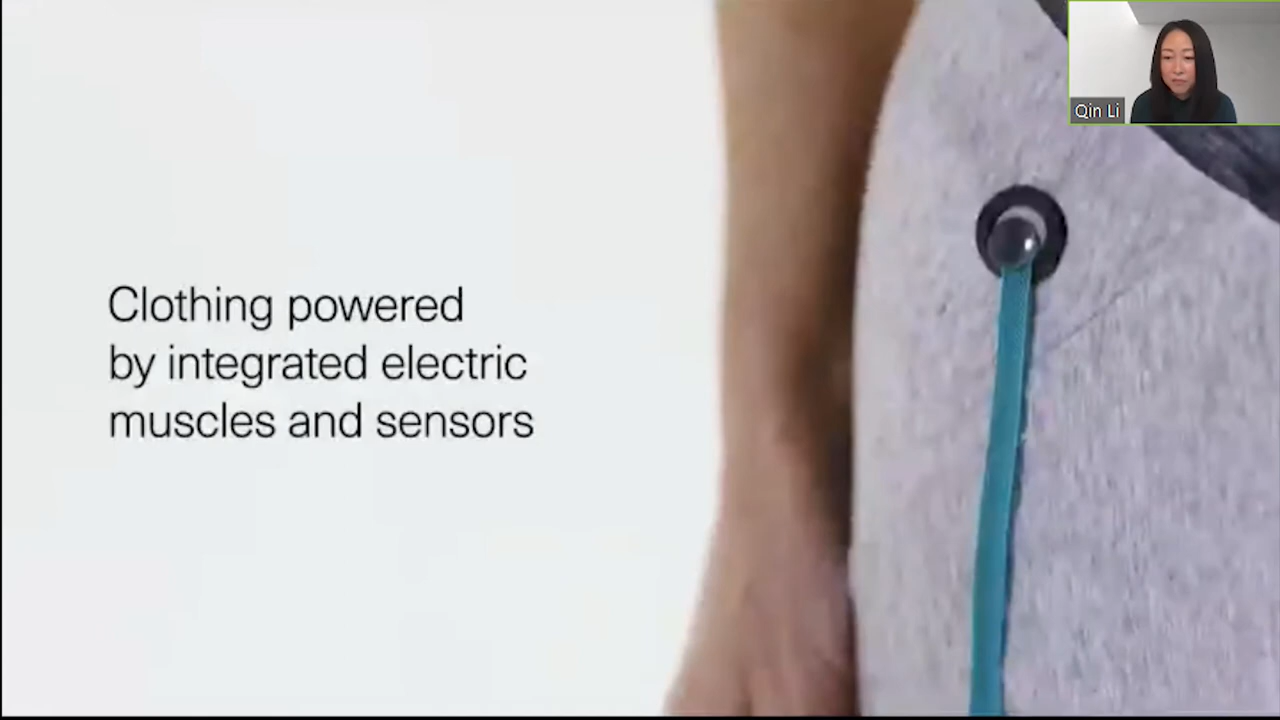 Qin Li
Clothing powered
by integrated electric
muscles and sensors